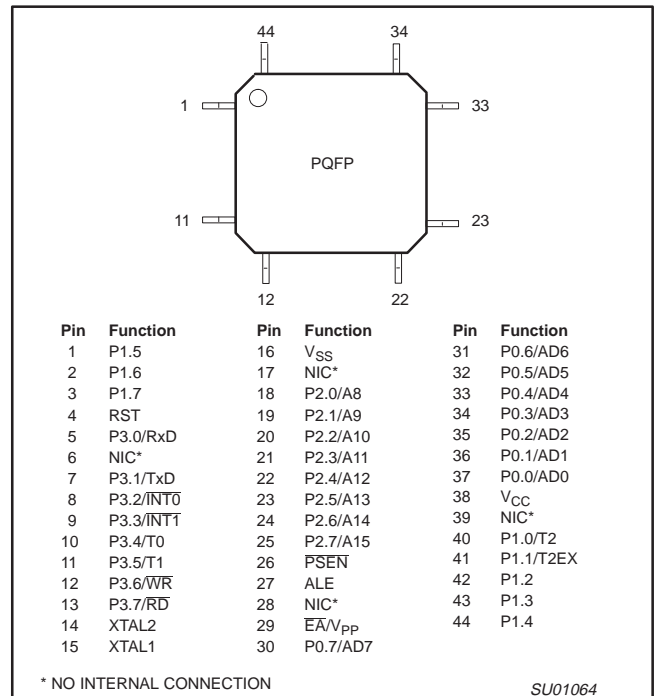 44 34
1 33
PQFP
11 23
12 22
Pin Function Pin Function Pin Function
1 P1.5 16 VSS 31 P0.6/AD6
2 P1.6 17 NIC* 32 P0.5/AD5
3 P1.7 18 P2.0/A8 33 P0.4/AD4
4 RST 19 P2.1/A9 34 P0.3/AD3
5 P3.0/RxD 20 P2.2/A10 35 P0.2/AD2
6 NIC* 21 P2.3/A11 36 P0.1/AD1
7 P3.1/TxD 22 P2.4/A12 37 P0.0/AD0
8 P3.2/I̅N̅T̅0̅ 23 P2.5/A13 38 VCC
9 P3.3/I̅N̅T̅1̅ 24 P2.6/A14 39 NIC*
10 P3.4/T0 25 P2.7/A15 40 P1.0/T2
11 P3.5/T1 26 P̅S̅E̅N̅ 41 P1.1/T2EX
12 P3.6/W̅R̅ 27 ALE 42 P1.2
13 P3.7/R̅D̅ 28 NIC* 43 P1.3
14 XTAL2 29 E̅A̅/VPP 44 P1.4
15 XTAL1 30 P0.7/AD7
* NO INTERNAL CONNECTION
SU01064